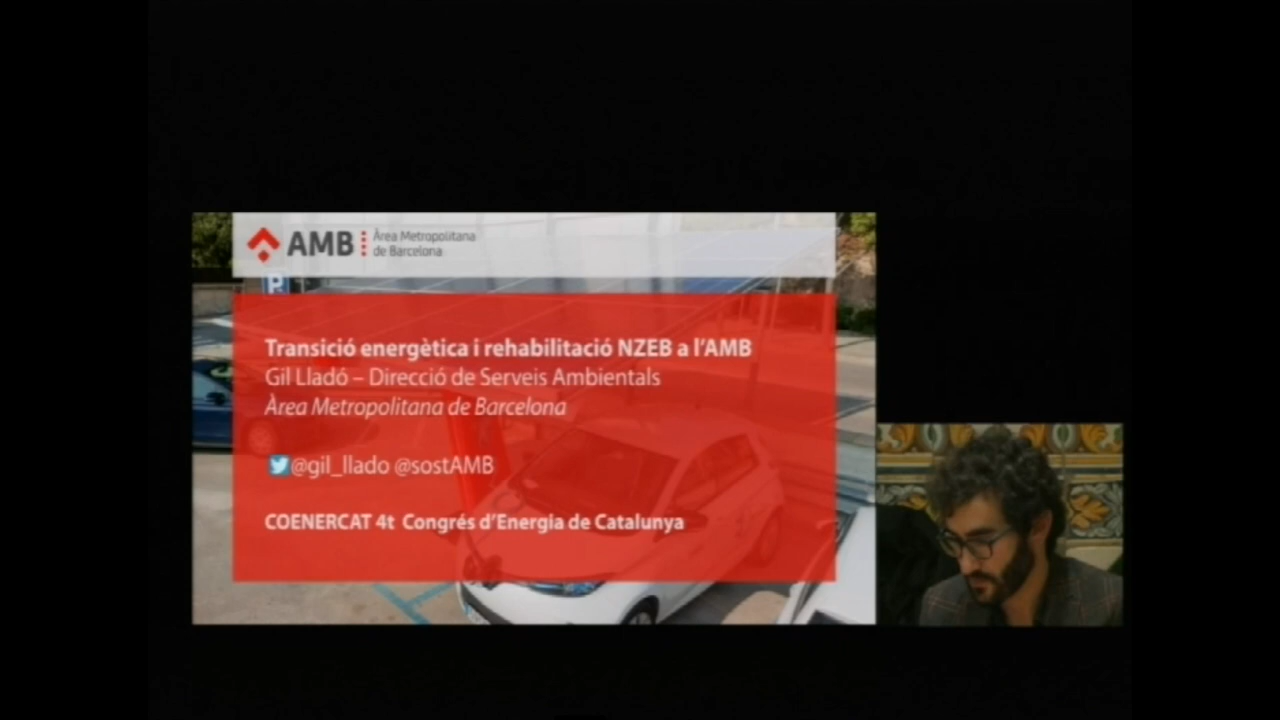 AMB
Àrea Metropolitana
de Barcelona
P
Transició energètica i rehabilitació NZEB a l'AMB
Gil Lladó – Direcció de Serveis Ambientals
Àrea Metropolitana de Barcelona
@gil_llado @sostAMB
COENERCAT 4t Congrés d'Energia de Catalunya